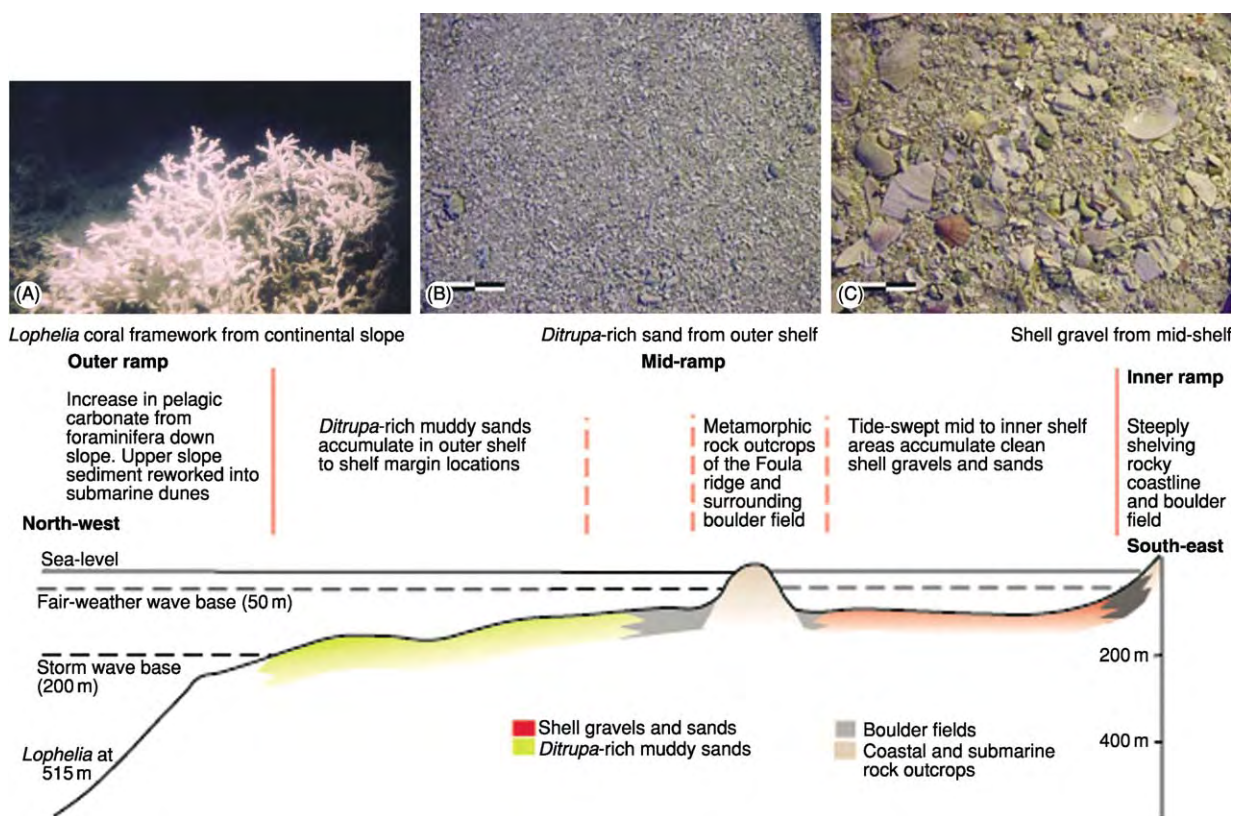 (A)
(B)
(C)
Lophelia coral framework from continental slope
Ditrupa-rich sand from outer shelf
Shell gravel from mid-shelf
Outer ramp
Mid-ramp
Inner ramp
Increase in pelagic
carbonate from
foraminifera down
slope. Upper slope
sediment reworked into
submarine dunes
Ditrupa-rich muddy sands
accumulate in outer shelf
to shelf margin locations
Metamorphic
rock outcrops
of the Foula
ridge and
surrounding
boulder field
Tide-swept mid to inner shelf
areas accumulate clean
shell gravels and sands
Steeply
shelving
rocky
coastline
and boulder
field
North-west
South-east
Sea-level
Fair-weather wave base (50 m)
Storm wave base
(200 m)
200 m
Lophelia at
515 m
400 m
Shell gravels and sands
Ditrupa-rich muddy sands
Boulder fields
Coastal and submarine
rock outcrops